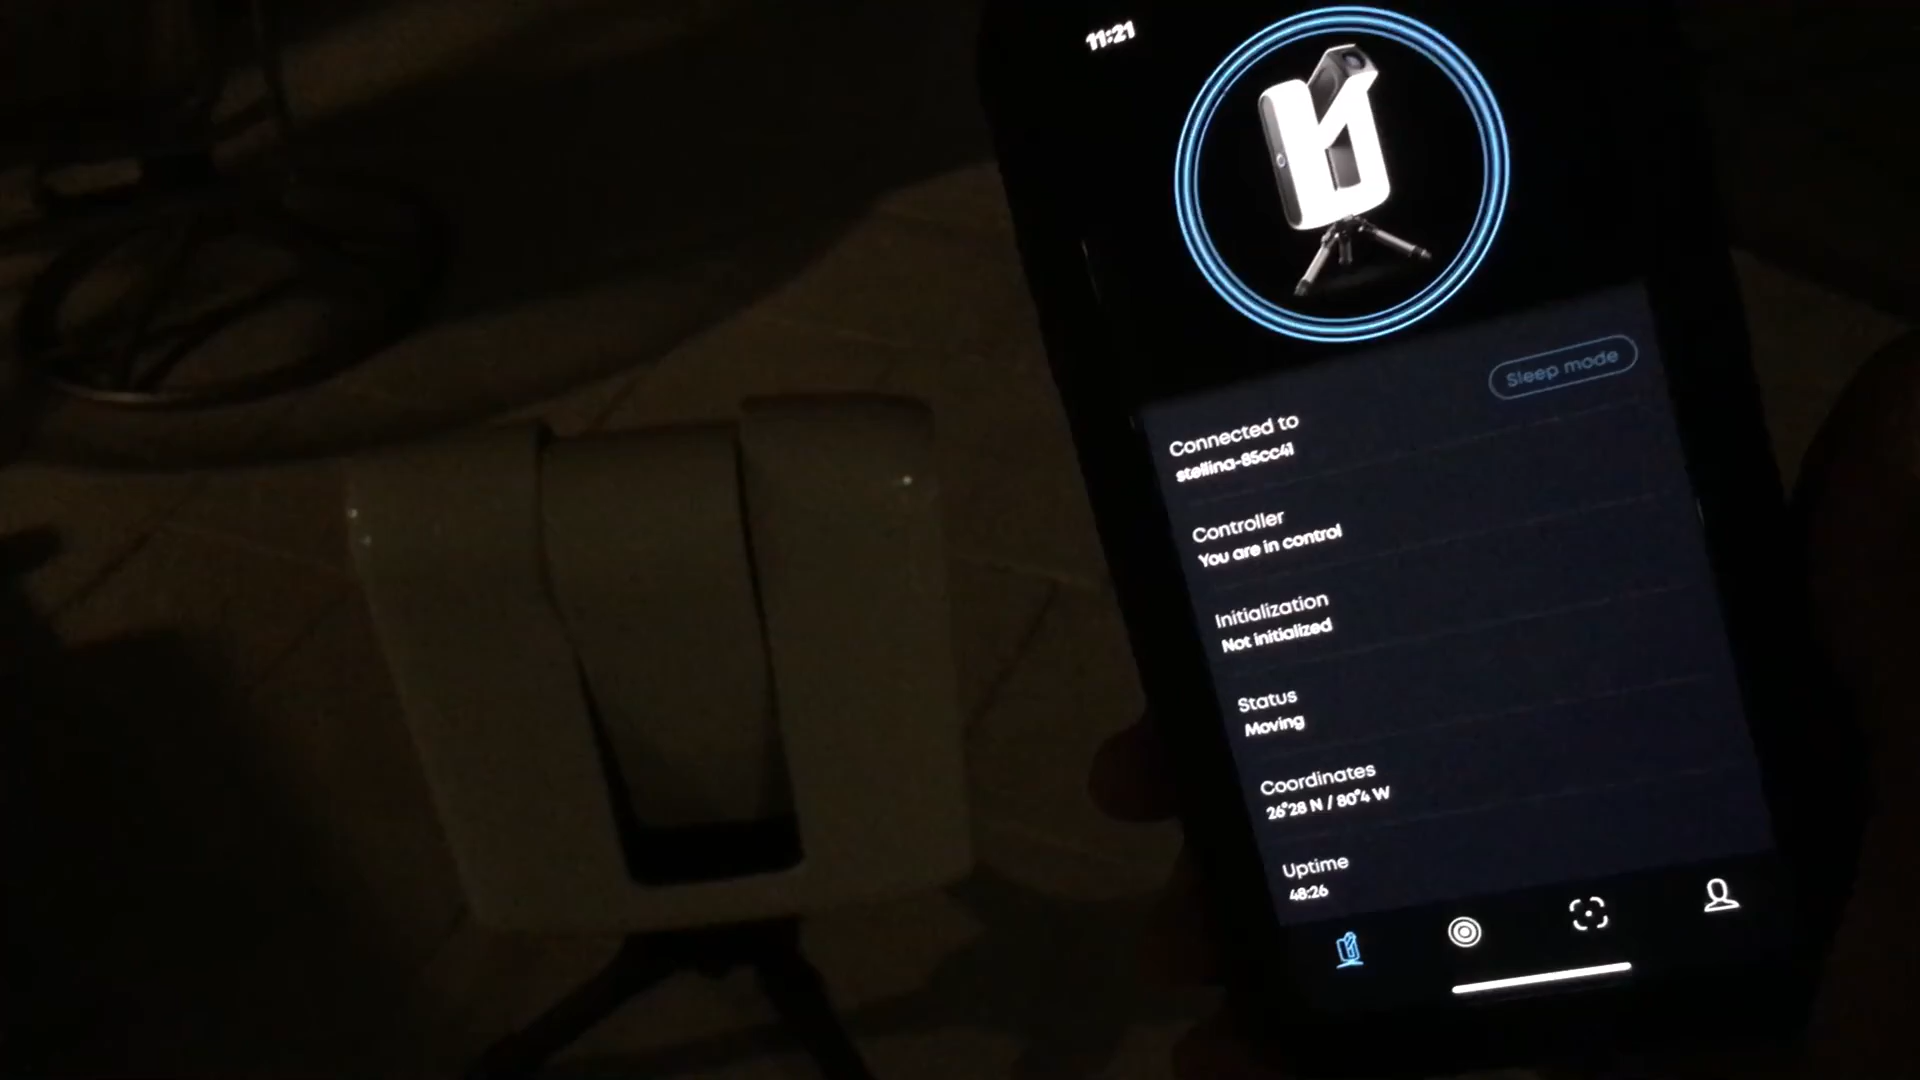 11:21
Sleep mode
Connected to
stellina-85cc41
Controller
You are in control
Initialization
Not initialized
Status
Moving
Coordinates
26°28 N / 80°4 W
Uptime
48:26